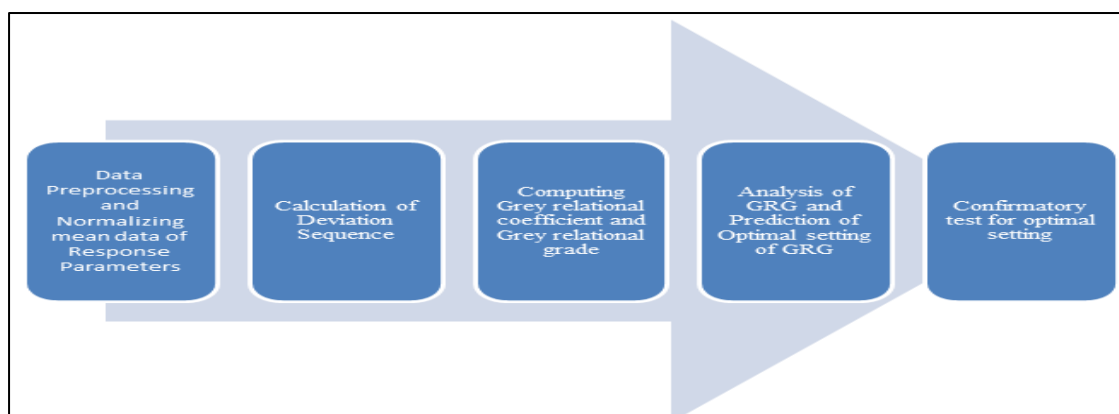 Data
Preprocessing
and
Normalizing
mean data of
Response
Parameters
Calculation of
Deviation
Sequence
Computing
Grey relational
coefficient and
Grey relational
grade
Analysis of
GRG and
Prediction of
Optimal setting
of GRG
Confirmatory
test for optimal
setting